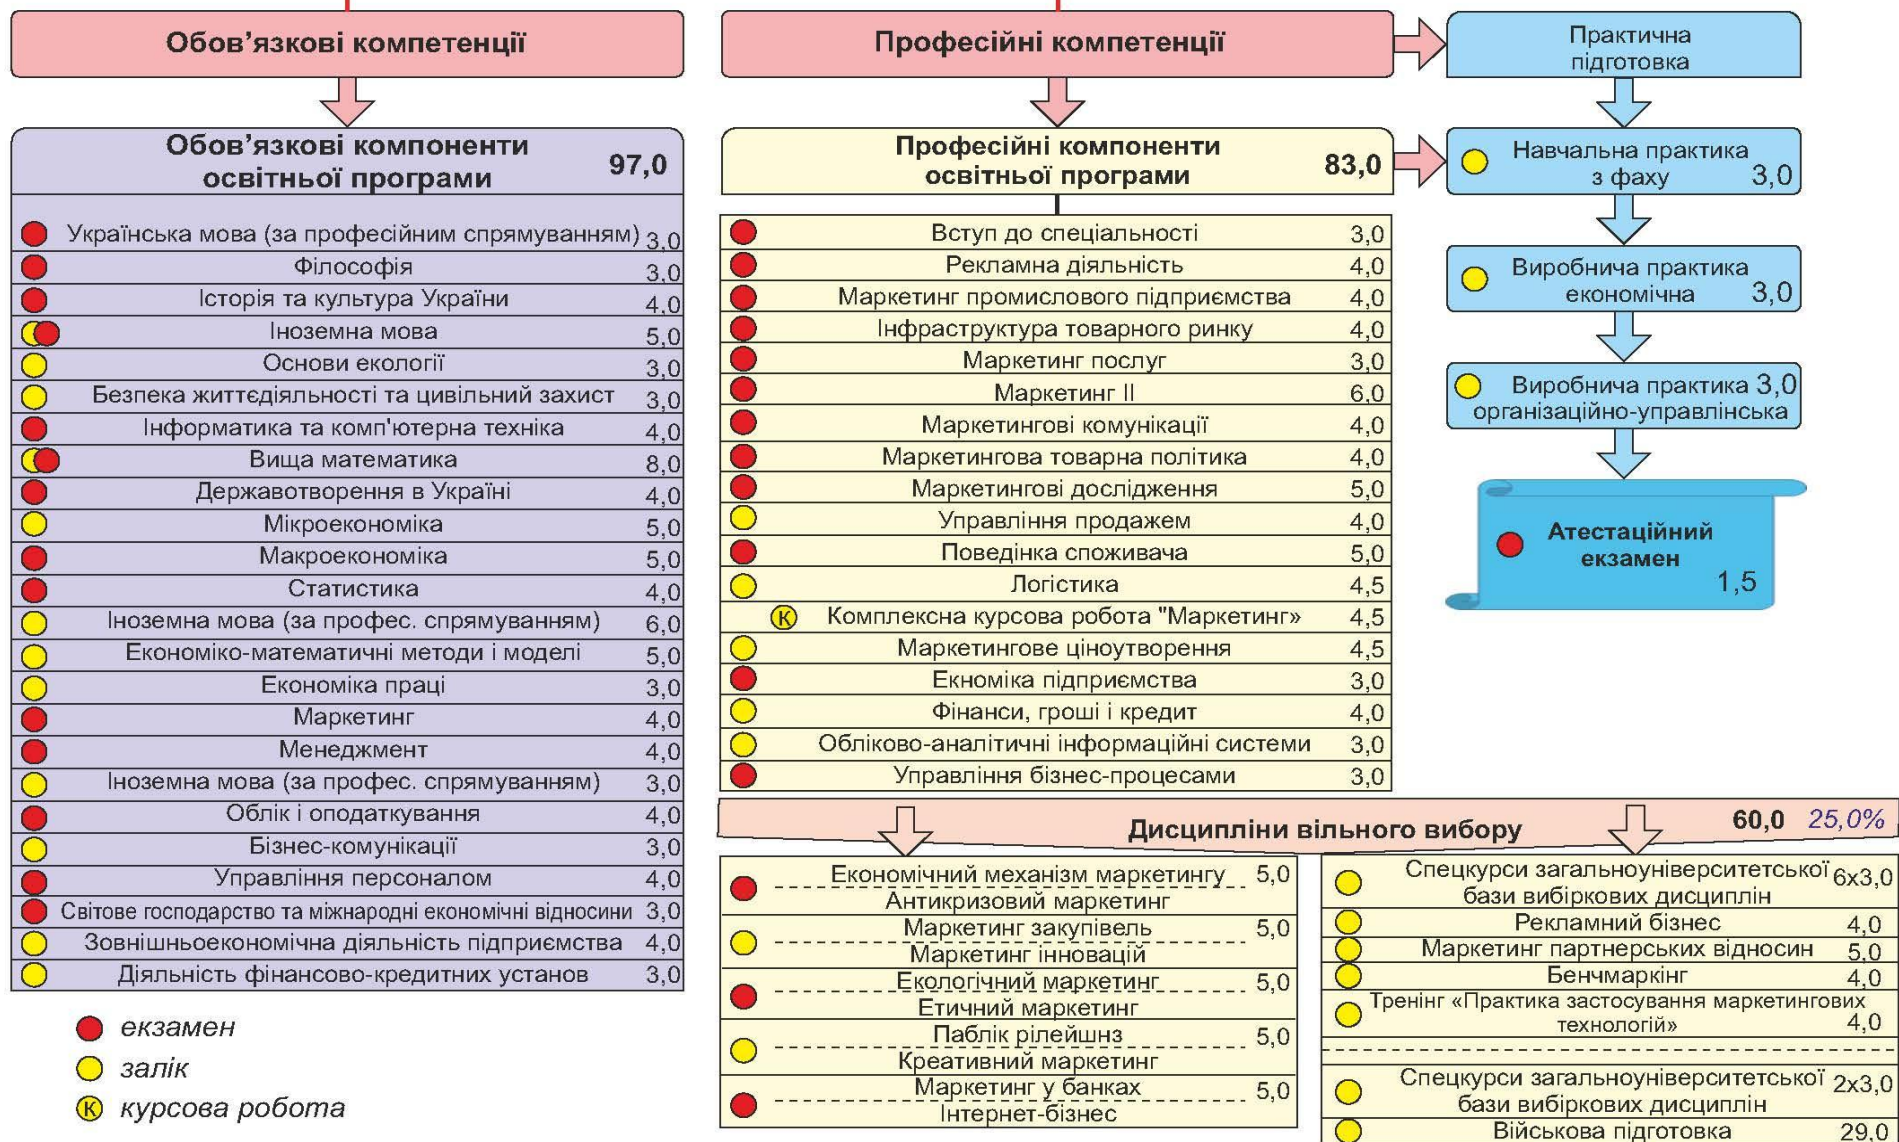 Обов’язкові компетенції
Обов’язкові компоненти
освітньої програми 97,0
Українська мова (за професійним спрямуванням) 3,0
Філософія 3,0
Історія та культура України 4,0
Іноземна мова 5,0
Основи екології 3,0
Безпека життєдіяльності та цивільний захист 3,0
Інформатика та комп'ютерна техніка 4,0
Вища математика 8,0
Державотворення в Україні 4,0
Мікроекономіка 5,0
Макроекономіка 5,0
Статистика 4,0
Іноземна мова (за профес. спрямуванням) 6,0
Економіко-математичні методи і моделі 5,0
Економіка праці 3,0
Маркетинг 4,0
Менеджмент 4,0
Іноземна мова (за профес. спрямуванням) 3,0
Облік і оподаткування 4,0
Бізнес-комунікації 3,0
Управління персоналом 4,0
Світове господарство та міжнародні економічні відносини 3,0
Зовнішньоекономічна діяльність підприємства 4,0
Діяльність фінансово-кредитних установ 3,0
екзамен
залік
К курсова робота
Професійні компетенції
Професійні компоненти
освітньої програми 83,0
Вступ до спеціальності 3,0
Рекламна діяльність 4,0
Маркетинг промислового підприємства 4,0
Інфраструктура товарного ринку 4,0
Маркетинг послуг 3,0
Маркетинг II 6,0
Маркетингові комунікації 4,0
Маркетингова товарна політика 4,0
Маркетингові дослідження 5,0
Управління продажем 4,0
Поведінка споживача 5,0
Логістика 4,5
К Комплексна курсова робота "Маркетинг» 4,5
Маркетингове ціноутворення 4,5
Екноміка підприємства 3,0
Фінанси, гроші і кредит 4,0
Обліково-аналітичні інформаційні системи 3,0
Управління бізнес-процесами 3,0
Практична
підготовка
Навчальна практика
з фаху 3,0
Виробнича практика
економічна 3,0
Виробнича практика 3,0
організаційно-управлінська
Атестаційний
екзамен
1,5
Дисципліни вільного вибору 60,0 25,0%
Економічний механізм маркетингу 5,0
Антикризовий маркетинг
Маркетинг закупівель 5,0
Маркетинг інновацій
Екологічний маркетинг 5,0
Етичний маркетинг
Паблік рілейшнз 5,0
Креативний маркетинг
Маркетинг у банках 5,0
Інтернет-бізнес
Спецкурси загальноуніверситетської 6х3,0
бази вибіркових дисциплін
Рекламний бізнес 4,0
Маркетинг партнерських відносин 5,0
Бенчмаркінг 4,0
Тренінг «Практика застосування маркетингових
технологій» 4,0
Спецкурси загальноуніверситетської 2х3,0
бази вибіркових дисциплін
Військова підготовка 29,0